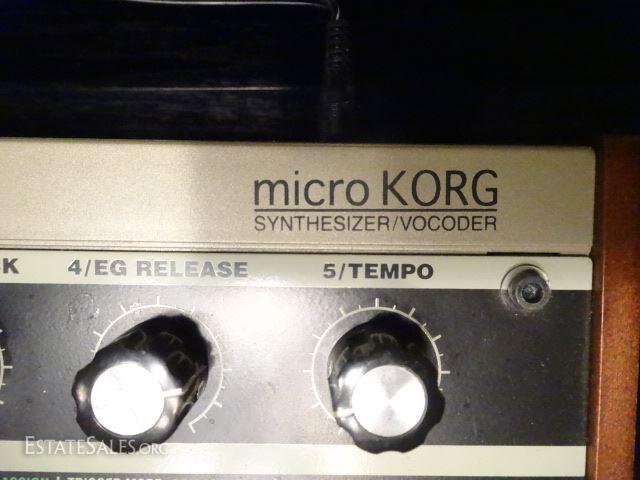 micro KORG
SYNTHESIZER/VOCODER
4/EG RELEASE 5/TEMPO
ESTATESALES.ORG